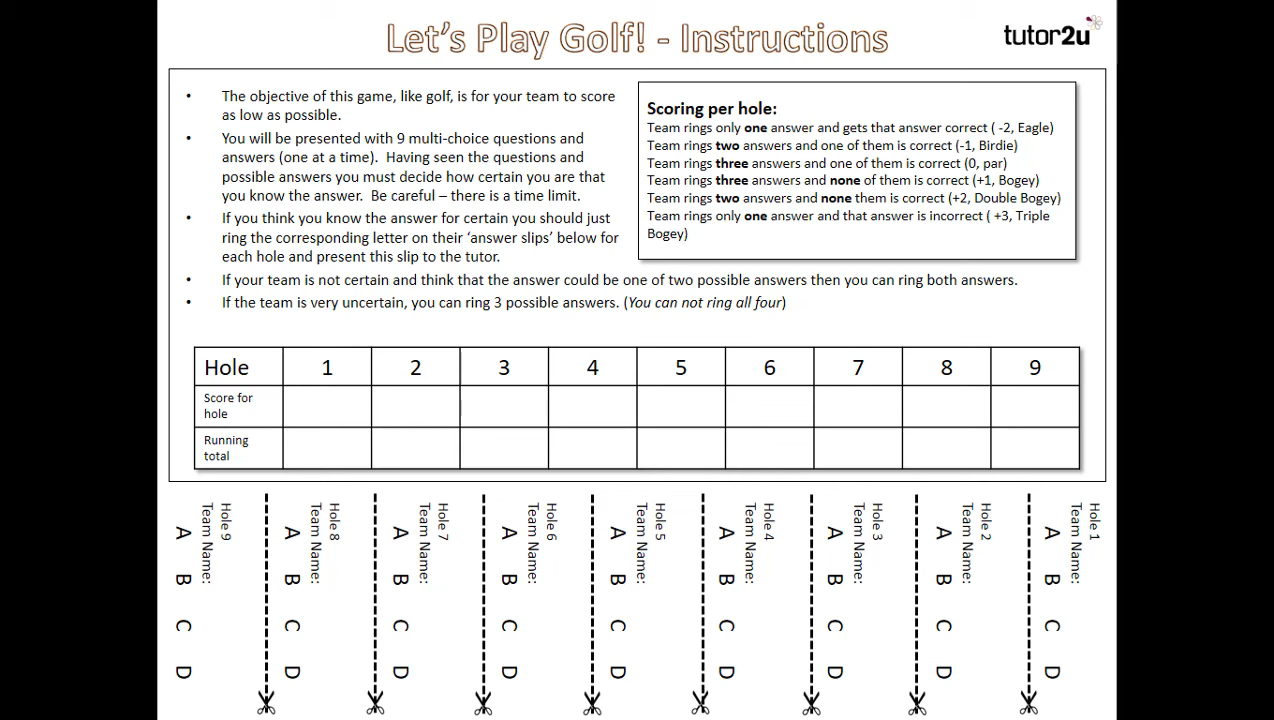 Let's Play Golf! - Instructions
tutor2u
• The objective of this game, like golf, is for your team to score
as low as possible.
• You will be presented with 9 multi-choice questions and
answers (one at a time).  Having seen the questions and
possible answers you must decide how certain you are that
you know the answer.  Be careful – there is a time limit.
• If you think you know the answer for certain you should just
ring the corresponding letter on their ‘answer slips’ below for
each hole and present this slip to the tutor.
• If your team is not certain and think that the answer could be one of two possible answers then you can ring both answers.
• If the team is very uncertain, you can ring 3 possible answers. (You can not ring all four)
Scoring per hole:
Team rings only one answer and gets that answer correct ( -2, Eagle)
Team rings two answers and one of them is correct (-1, Birdie)
Team rings three answers and one of them is correct (0, par)
Team rings three answers and none of them is correct (+1, Bogey)
Team rings two answers and none them is correct (+2, Double Bogey)
Team rings only one answer and that answer is incorrect ( +3, Triple
Bogey)
Hole 1 2 3 4 5 6 7 8 9
Score for
hole
Running
total
Hole 1
Team Name:
A B C D
Hole 2
Team Name:
A B C D
Hole 3
Team Name:
A B C D
Hole 4
Team Name:
A B C D
Hole 5
Team Name:
A B C D
Hole 6
Team Name:
A B C D
Hole 7
Team Name:
A B C D
Hole 8
Team Name:
A B C D
Hole 9
Team Name:
A B C D